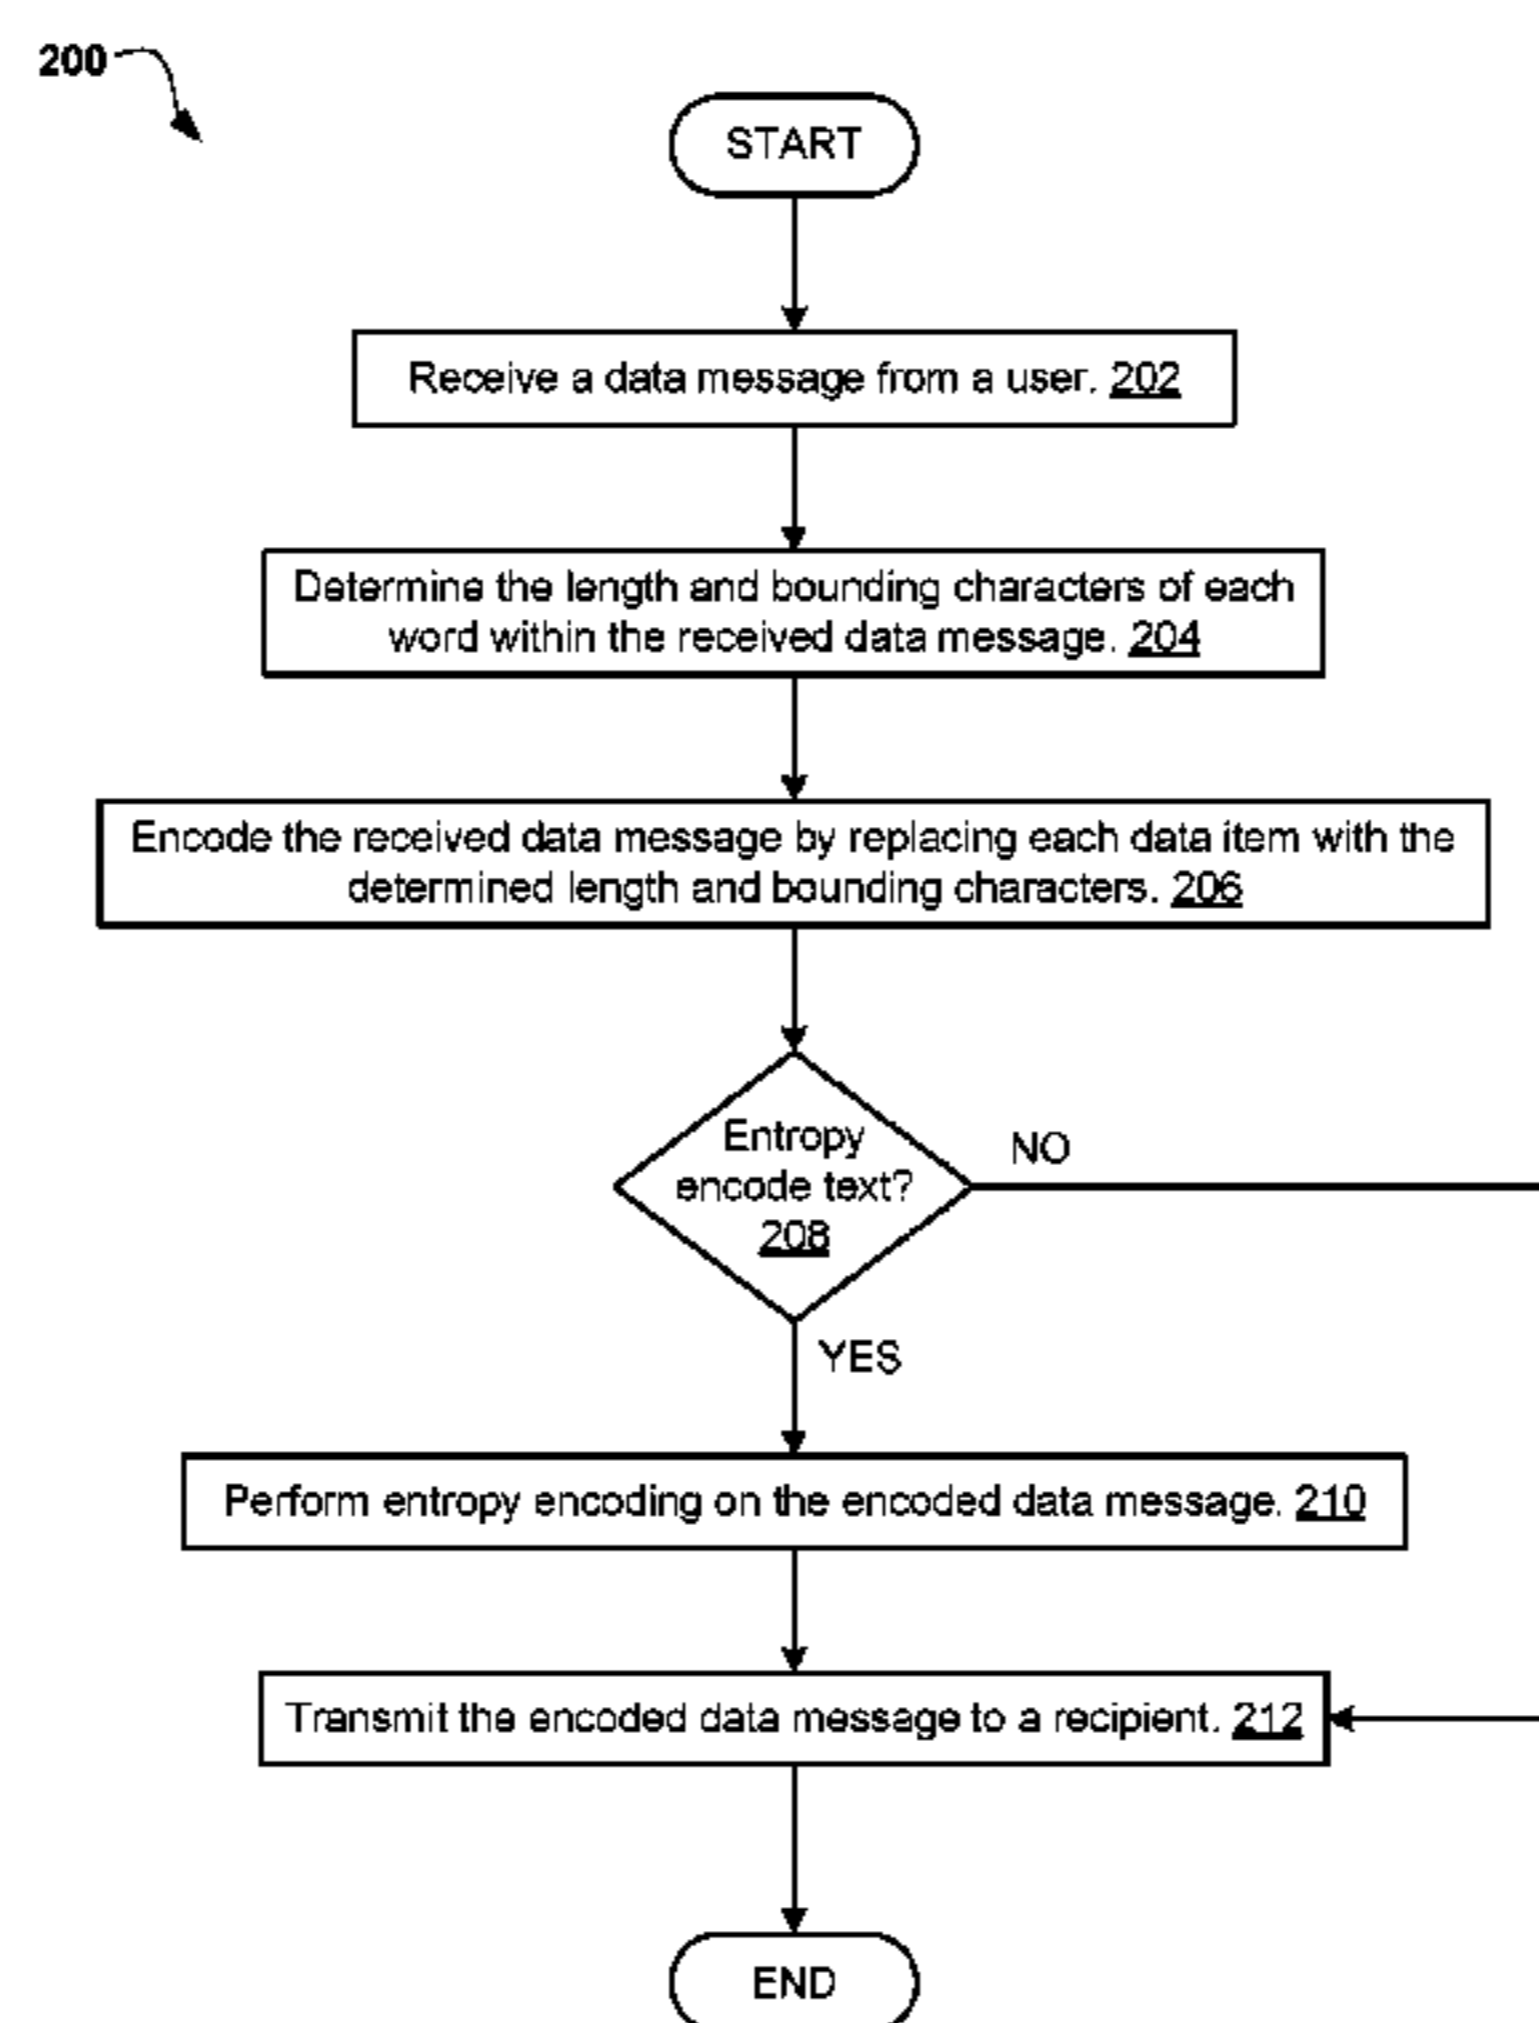 200
START
Receive a data message from a user. 202
Determine the length and bounding characters of each
word within the received data message. 204
Encode the received data message by replacing each data item with the
determined length and bounding characters. 206
Entropy
encode text?
208
NO
YES
Perform entropy encoding on the encoded data message. 210
Transmit the encoded data message to a recipient. 212
END